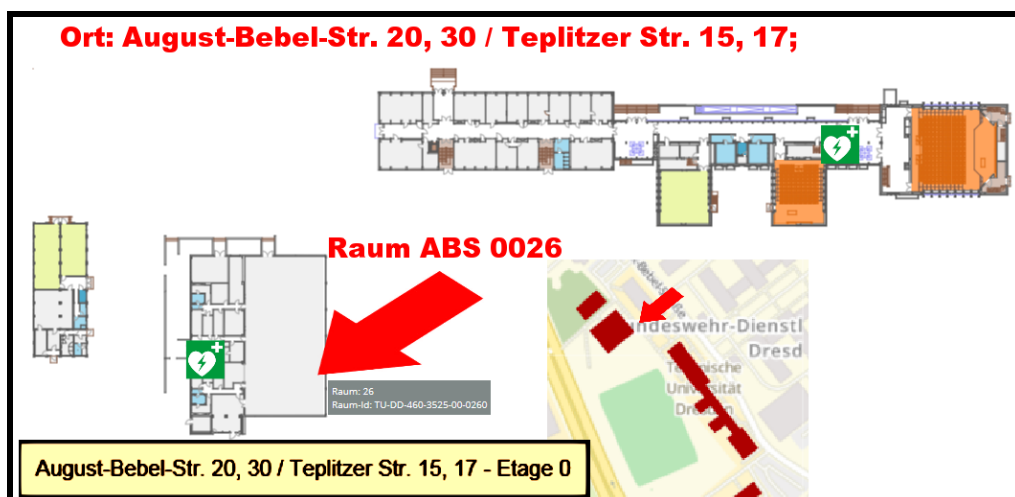 Ort: August-Bebel-Str. 20, 30 / Teplitzer Str. 15, 17;
Raum ABS 0026
ndeswehr-Dienstl
Dresd
Technische
Universität
Dresden
Raum: 26
Raum-Id: TU-DD-460-3525-00-0260
August-Bebel-Str. 20, 30 / Teplitzer Str. 15, 17 - Etage 0